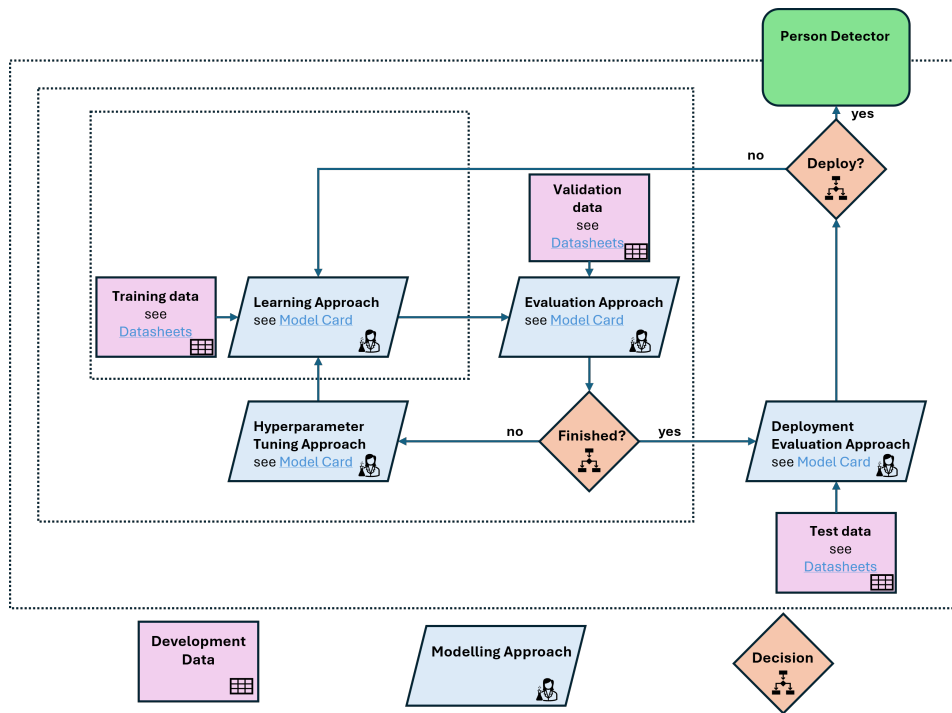 Person Detector
yes
Deploy?
no
Validation
data
see
Datasheets
Training data
see
Datasheets
Learning Approach
see Model Card
Evaluation Approach
see Model Card
Hyperparameter
Tuning Approach
see Model Card
no
Finished?
yes
Deployment
Evaluation Approach
see Model Card
Test data
see
Datasheets
Development
Data
Modelling Approach
Decision